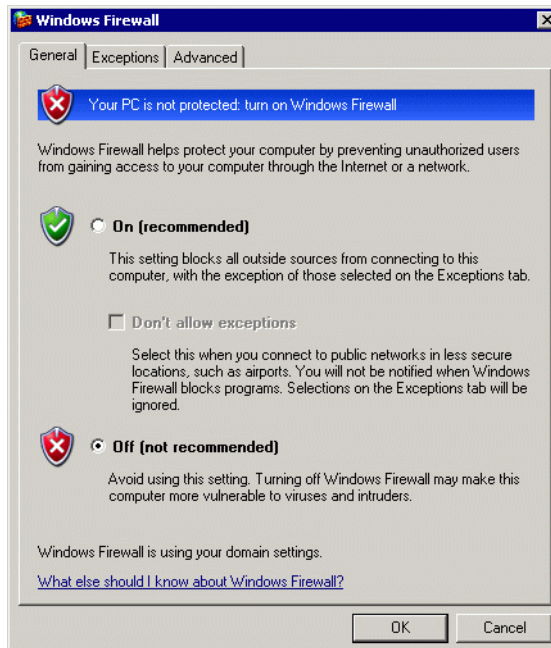 Windows Firewall
General Exceptions Advanced
Your PC is not protected: turn on Windows Firewall
Windows Firewall helps protect your computer by preventing unauthorized users
from gaining access to your computer through the Internet or a network.
On (recommended)
This setting blocks all outside sources from connecting to this
computer, with the exception of those selected on the Exceptions tab.
Don't allow exceptions
Select this when you connect to public networks in less secure
locations, such as airports. You will not be notified when Windows
Firewall blocks programs. Selections on the Exceptions tab will be
ignored.
Off (not recommended)
Avoid using this setting. Turning off Windows Firewall may make this
computer more vulnerable to viruses and intruders.
Windows Firewall is using your domain settings.
What else should I know about Windows Firewall?
OK Cancel